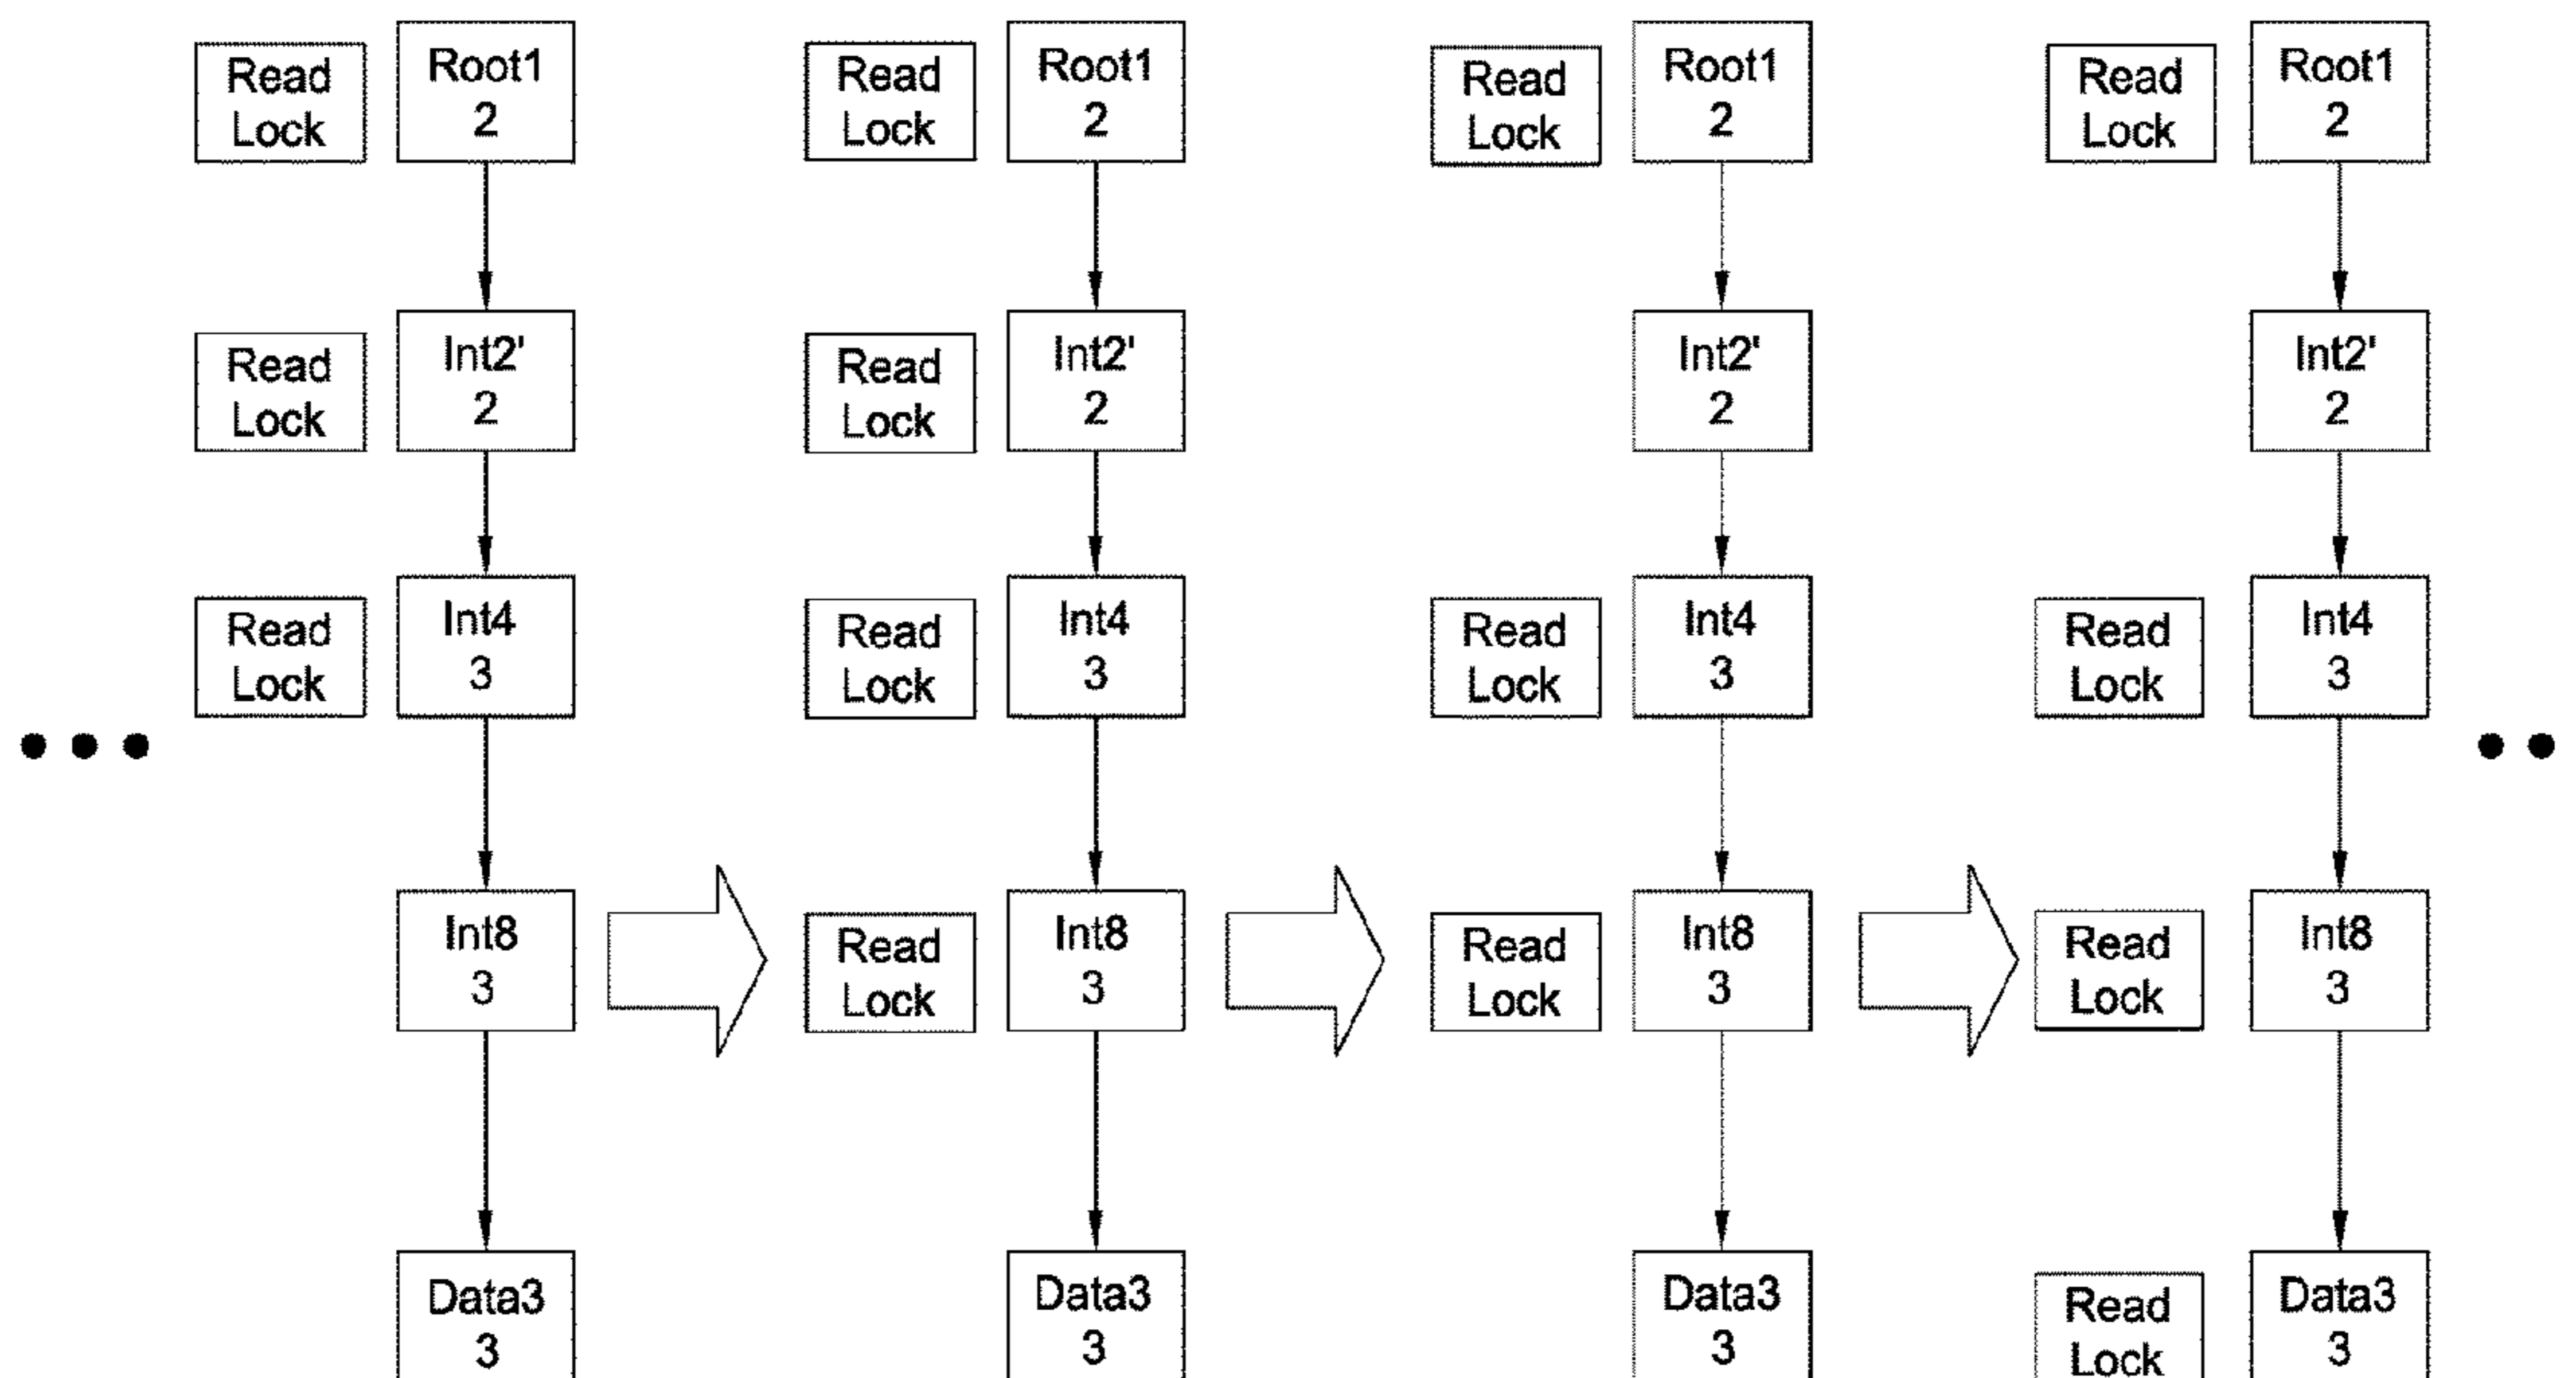 Read
Lock
Root1
2
Read
Lock
Root1
2
Read
Lock
Root1
2
Read
Lock
Root1
2
Read
Lock
Int2'
2
Read
Lock
Int2'
2
Int2'
2
Int2'
2
Read
Lock
Int4
3
Read
Lock
Int4
3
Read
Lock
Int4
3
Read
Lock
Int4
3
Int8
3
Read
Lock
Int8
3
Read
Lock
Int8
3
Read
Lock
Int8
3
Data3
3
Data3
3
Data3
3
Read
Lock
Data3
3